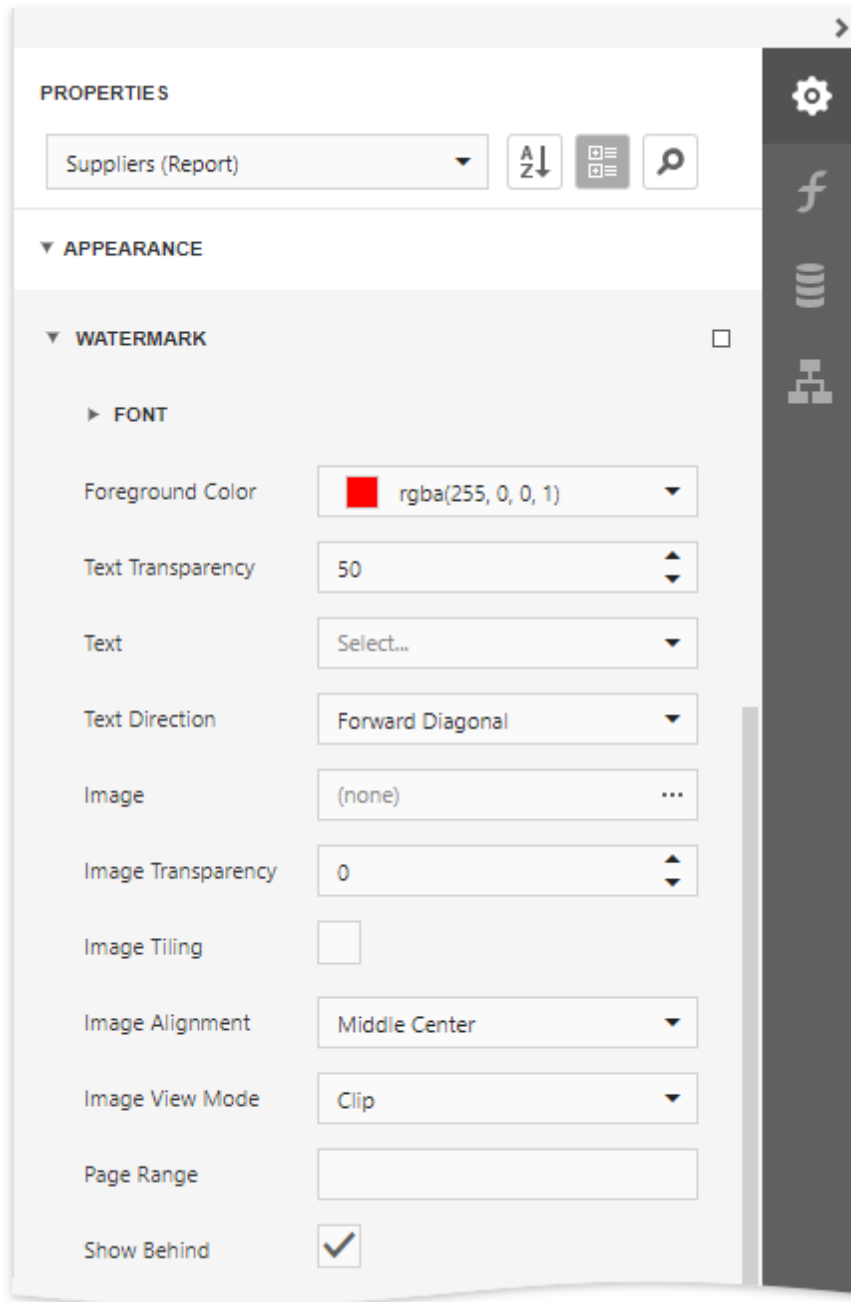 PROPERTIES
Suppliers (Report)
A
Z
APPEARANCE
WATERMARK
FONT
Foreground Color rgba(255, 0, 0, 1)
Text Transparency 50
Text Select...
Text Direction Forward Diagonal
Image (none) ...
Image Transparency 0
Image Tiling
Image Alignment Middle Center
Image View Mode Clip
Page Range
Show Behind